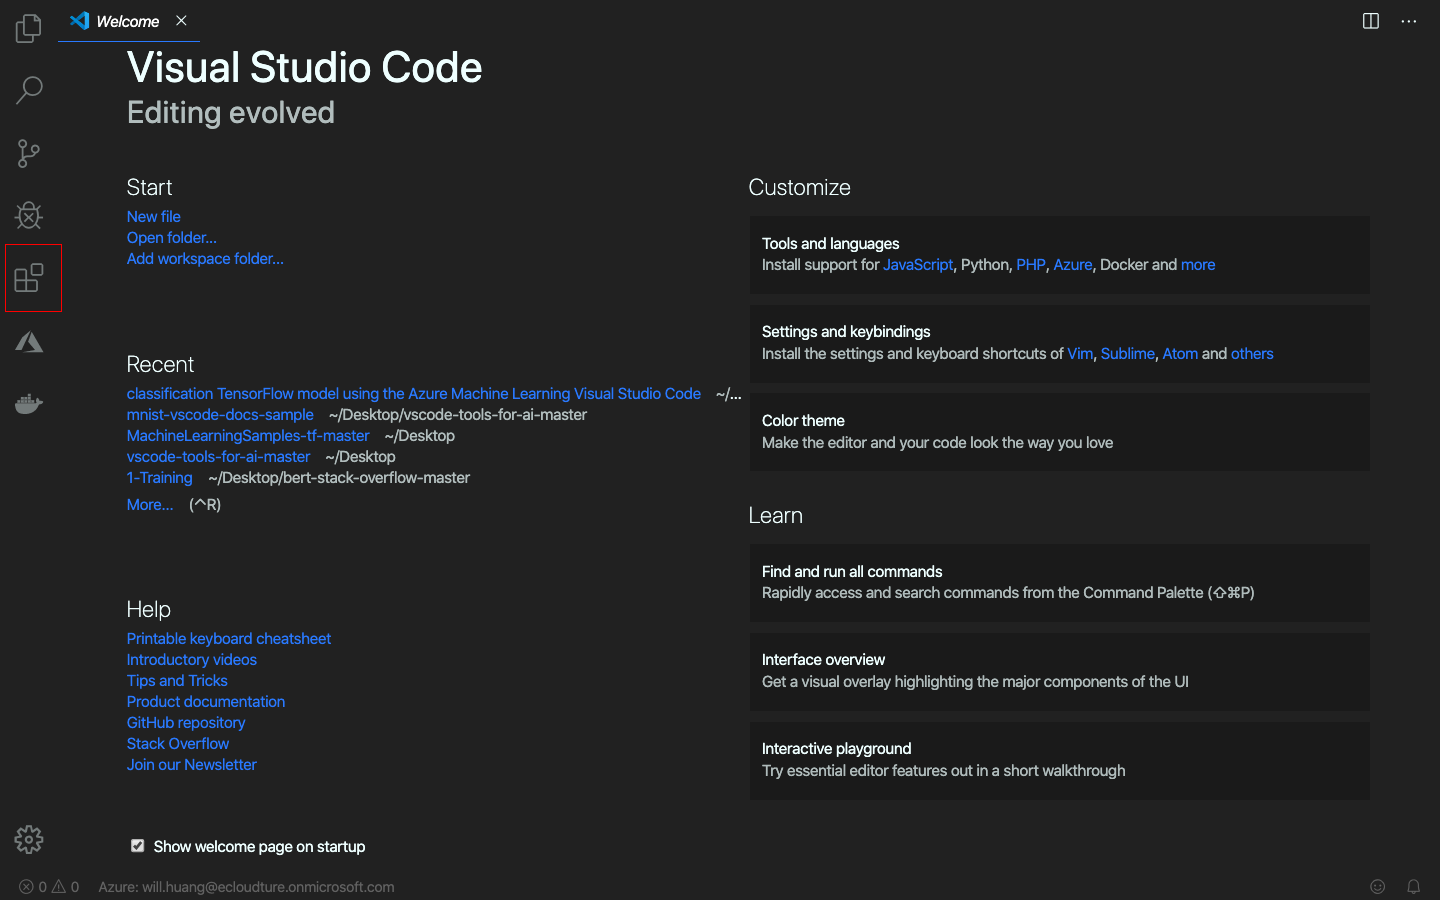 Welcome
Visual Studio Code
Editing evolved
Start
New file
Open folder...
Add workspace folder...
Recent
classification TensorFlow model using the Azure Machine Learning Visual Studio Code ~/...
mnist-vscode-docs-sample ~/Desktop/vscode-tools-for-ai-master
MachineLearningSamples-tf-master ~/Desktop
vscode-tools-for-ai-master ~/Desktop
1-Training ~/Desktop/bert-stack-overflow-master
More... (^R)
Help
Printable keyboard cheatsheet
Introductory videos
Tips and Tricks
Product documentation
GitHub repository
Stack Overflow
Join our Newsletter
Show welcome page on startup
Customize
Tools and languages
Install support for JavaScript, Python, PHP, Azure, Docker and more
Settings and keybindings
Install the settings and keyboard shortcuts of Vim, Sublime, Atom and others
Color theme
Make the editor and your code look the way you love
Learn
Find and run all commands
Rapidly access and search commands from the Command Palette (⇧⌘P)
Interface overview
Get a visual overlay highlighting the major components of the UI
Interactive playground
Try essential editor features out in a short walkthrough
0 0 Azure: will.huang@ecloudture.onmicrosoft.com